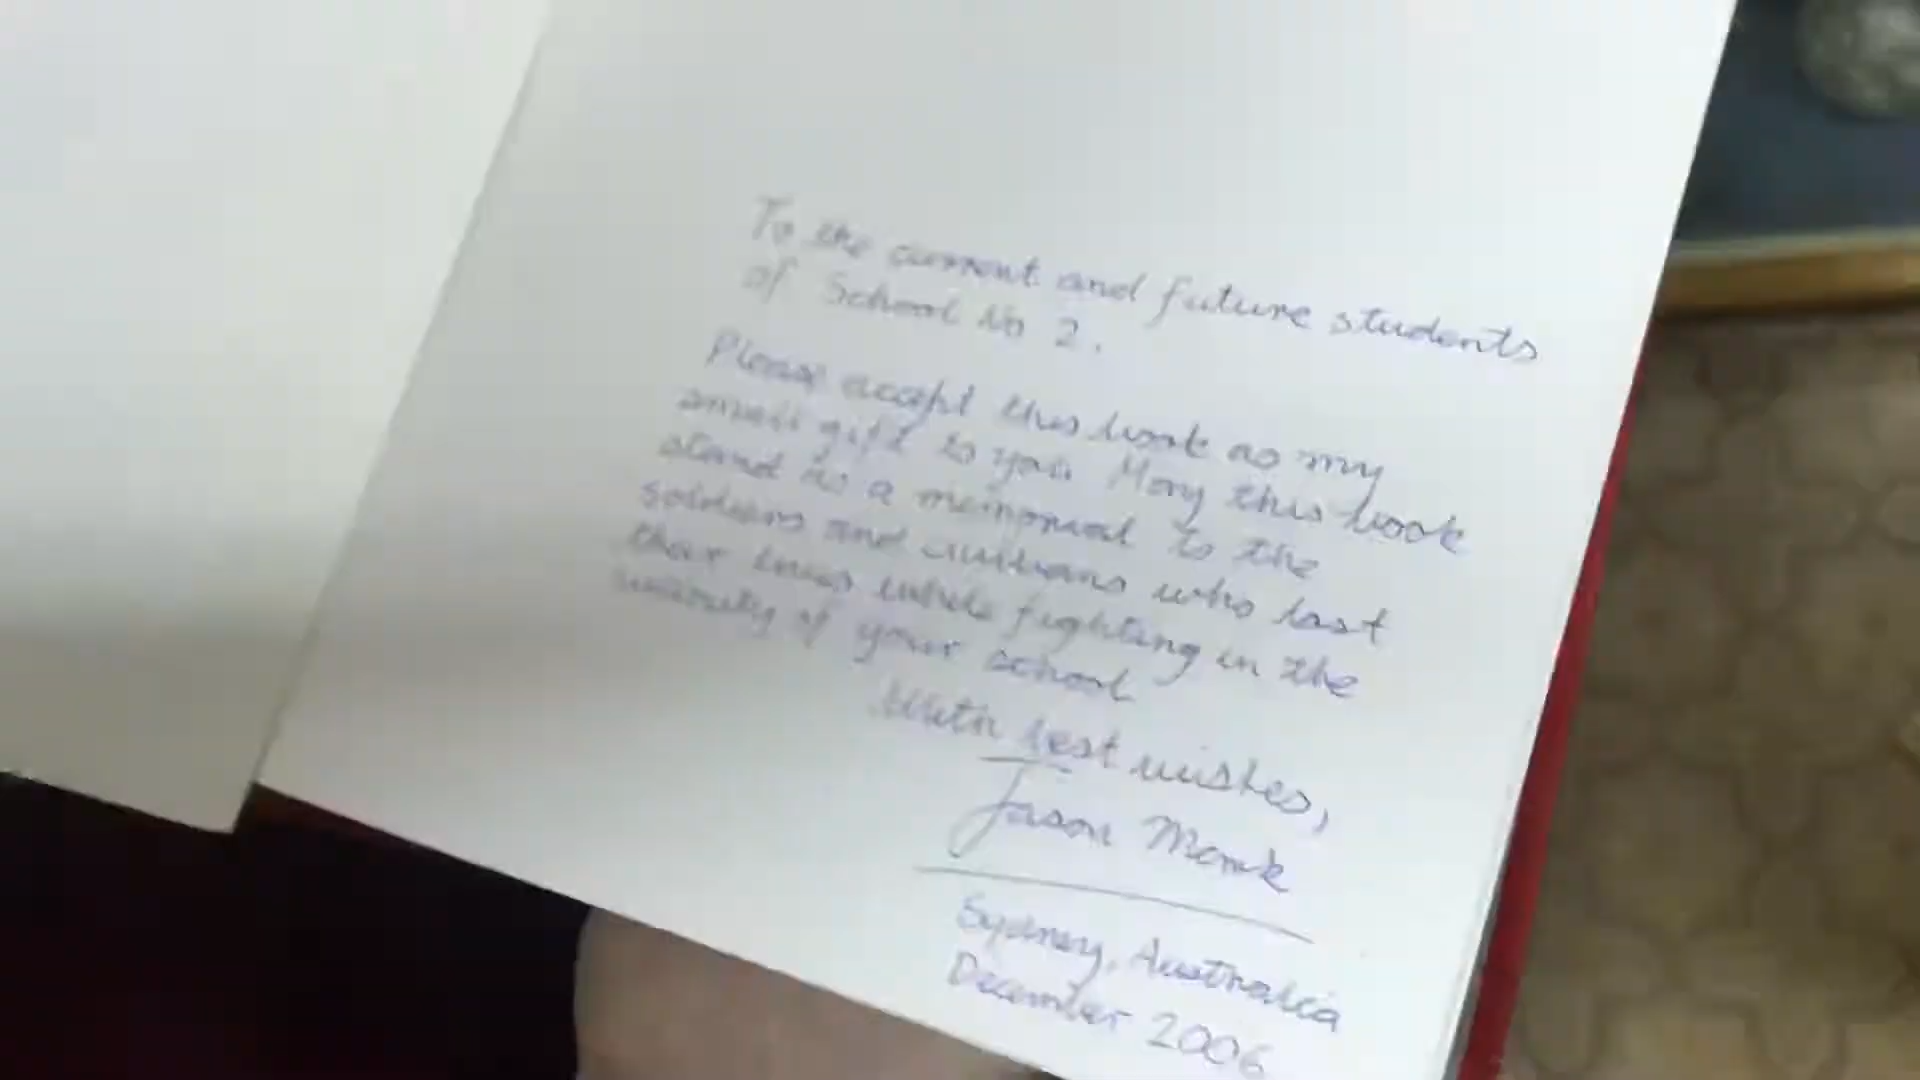 To the current and future students
of School No 2.
Please accept this book as my
small gift to you. May this book
stand as a memorial to the
soldiers and civilians who lost
their lives while fighting in the
vicinity of your school
With best wishes,
Jason Monk
Sydney, Australia
December 2006